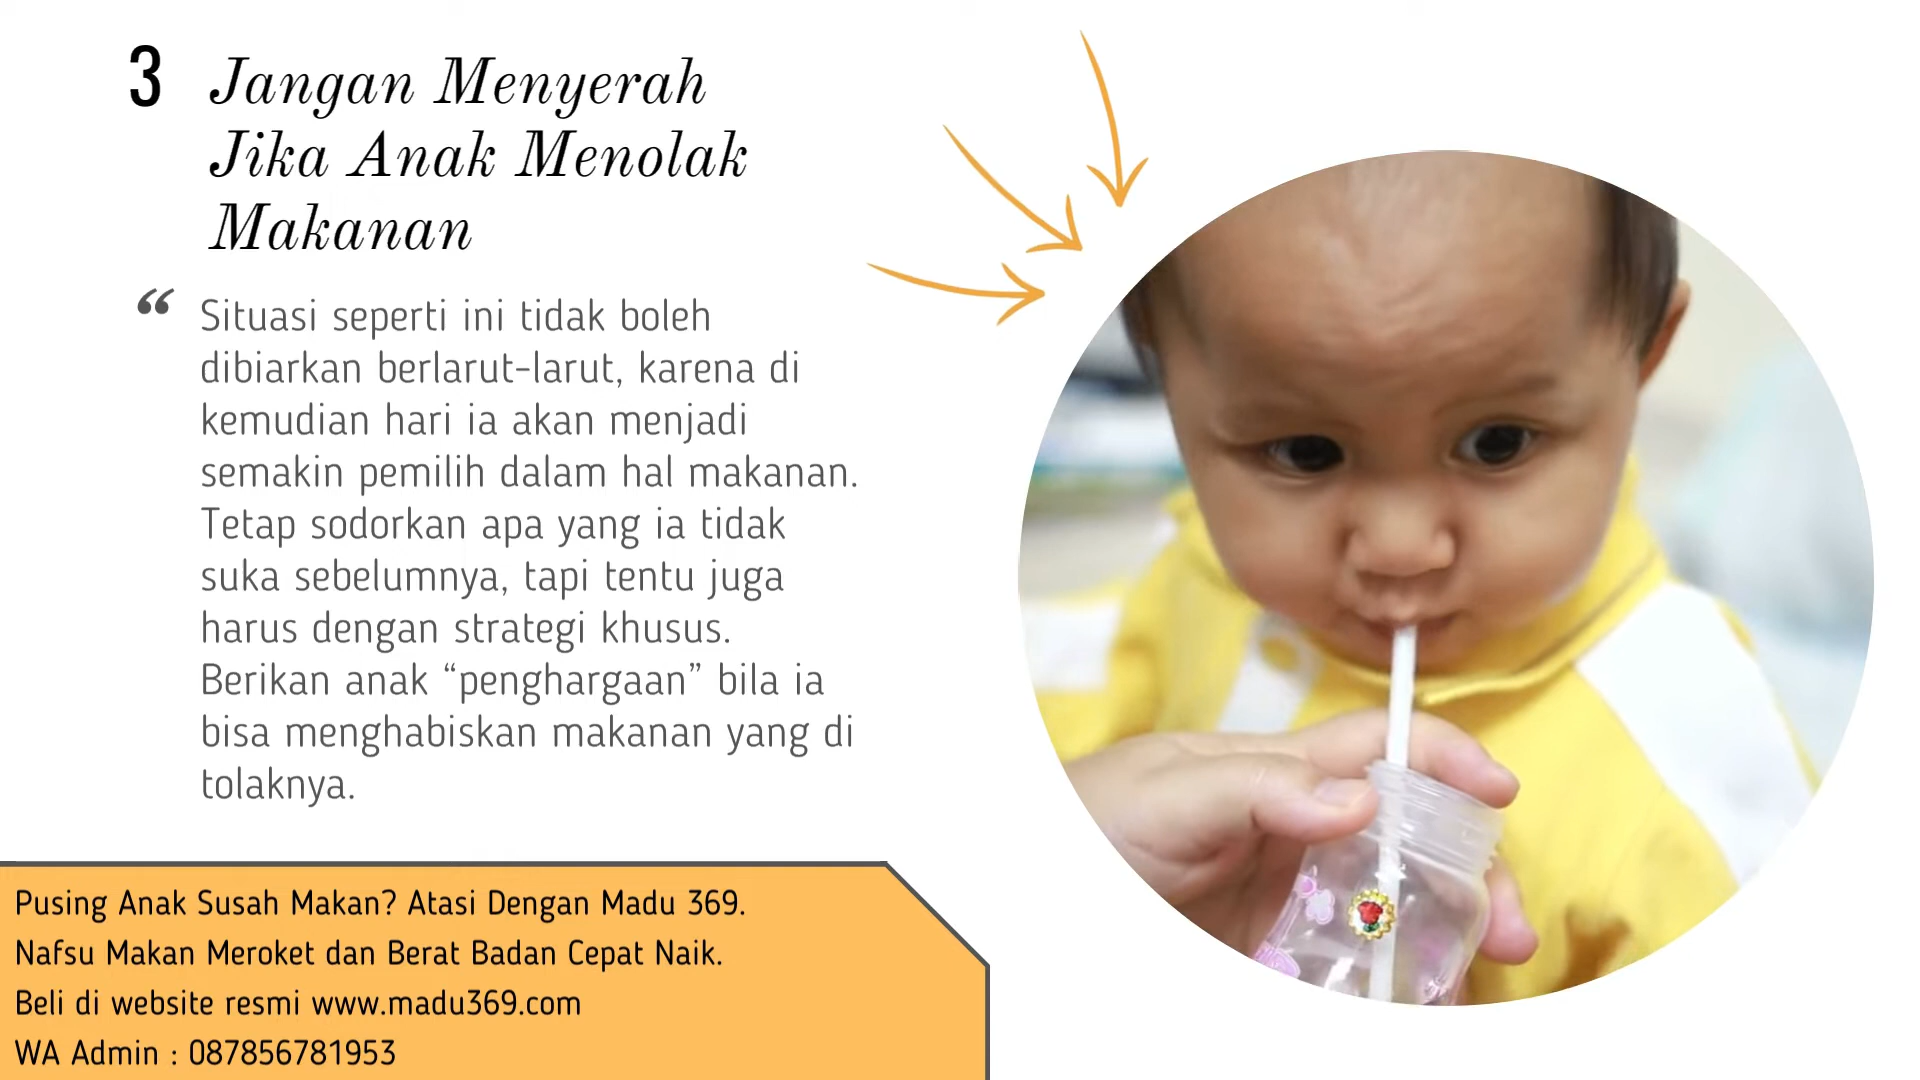 3 Jangan Menyerah
Jika Anak Menolak
Makanan
“ Situasi seperti ini tidak boleh
dibiarkan berlarut-larut, karena di
kemudian hari ia akan menjadi
semakin pemilih dalam hal makanan.
Tetap sodorkan apa yang ia tidak
suka sebelumnya, tapi tentu juga
harus dengan strategi khusus.
Berikan anak “penghargaan” bila ia
bisa menghabiskan makanan yang di
tolaknya.
Pusing Anak Susah Makan? Atasi Dengan Madu 369.
Nafsu Makan Meroket dan Berat Badan Cepat Naik.
Beli di website resmi www.madu369.com
WA Admin : 087856781953